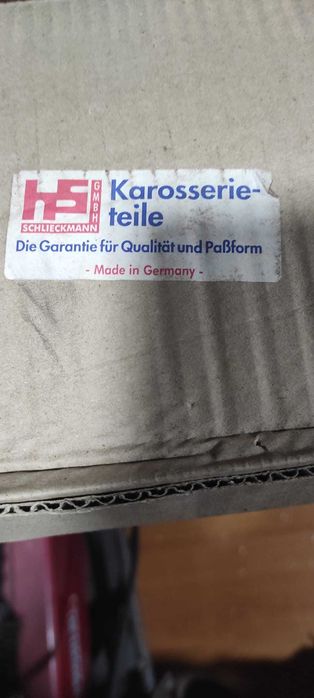 hS GMBH
SCHLIECKMANN
Karosserie-
teile
Die Garantie für Qualität und Paßform
- Made in Germany -